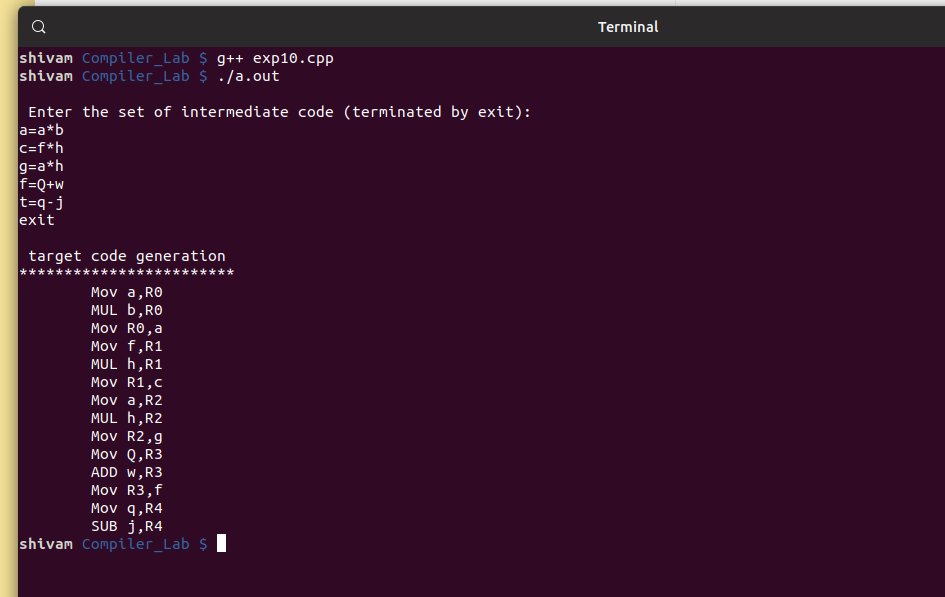 Terminal
shivam Compiler_Lab $ g++ exp10.cpp
shivam Compiler_Lab $ ./a.out
Enter the set of intermediate code (terminated by exit):
a=a*b
c=f*h
g=a*h
f=Q+w
t=q-j
exit
target code generation
************************
Mov a,R0
MUL b,R0
Mov R0,a
Mov f,R1
MUL h,R1
Mov R1,c
Mov a,R2
MUL h,R2
Mov R2,g
Mov Q,R3
ADD w,R3
Mov R3,f
Mov q,R4
SUB j,R4
shivam Compiler_Lab $